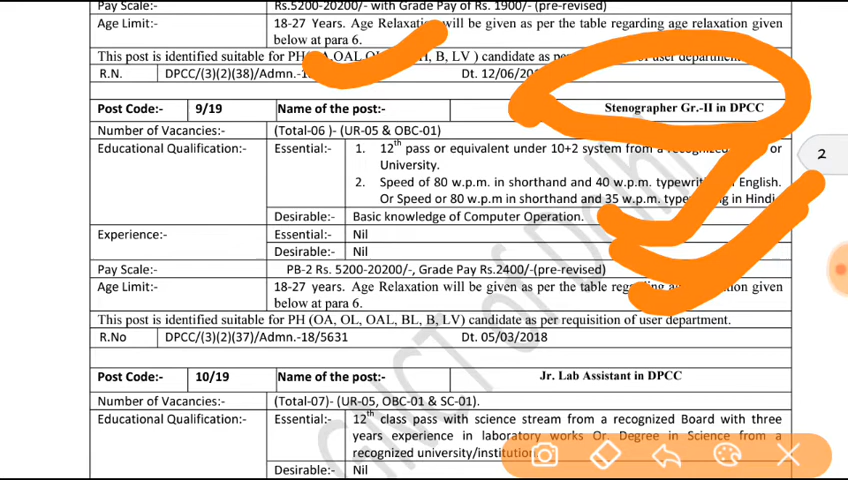 Pay Scale:- Rs.5200-20200/- with Grade Pay of Rs. 1900/- (pre-revised)
Age Limit:- 18-27 Years. Age Relaxation will be given as per the table regarding age relaxation given
below at para 6.
This post is identified suitable for PH OAL B, LV ) candidate as per of user department
R.N. DPCC/(3)(2)(38)/Admn.-1 Dt. 12/06/20
Post Code:- 9/19 Name of the post:- Stenographer Gr.-II in DPCC
Number of Vacancies:- (Total-06 )- (UR-05 & OBC-01)
Educational Qualification:- Essential:- 1. 12th pass or equivalent under 10+2 system from a recognized or
University.
2. Speed of 80 w.p.m. in shorthand and 40 w.p.m. typewriting English.
Or Speed or 80 w.p.m in shorthand and 35 w.p.m. in Hindi
Desirable:- Basic knowledge of Computer Operation.
Experience:- Essential:- Nil
Desirable:- Nil
Pay Scale:- PB-2 Rs. 5200-20200/-, Grade Pay Rs.2400/-(pre-revised)
Age Limit:- 18-27 years. Age Relaxation will be given as per the table regarding given
below at para 6.
This post is identified suitable for PH (OA, OL, OAL, BL, B, LV) candidate as per requisition of user department.
R.No DPCC/(3)(2)(37)/Admn.-18/5631 Dt. 05/03/2018
Post Code:- 10/19 Name of the post:- Jr. Lab Assistant in DPCC
Number of Vacancies:- (Total-07)- (UR-05, OBC-01 & SC-01).
Educational Qualification:- Essential:- 12th class pass with science stream from a recognized Board with three
years experience in laboratory works Or. Degree in Science from a
recognized university/institution.
Desirable:- Nil
2
GNCT of Delhi